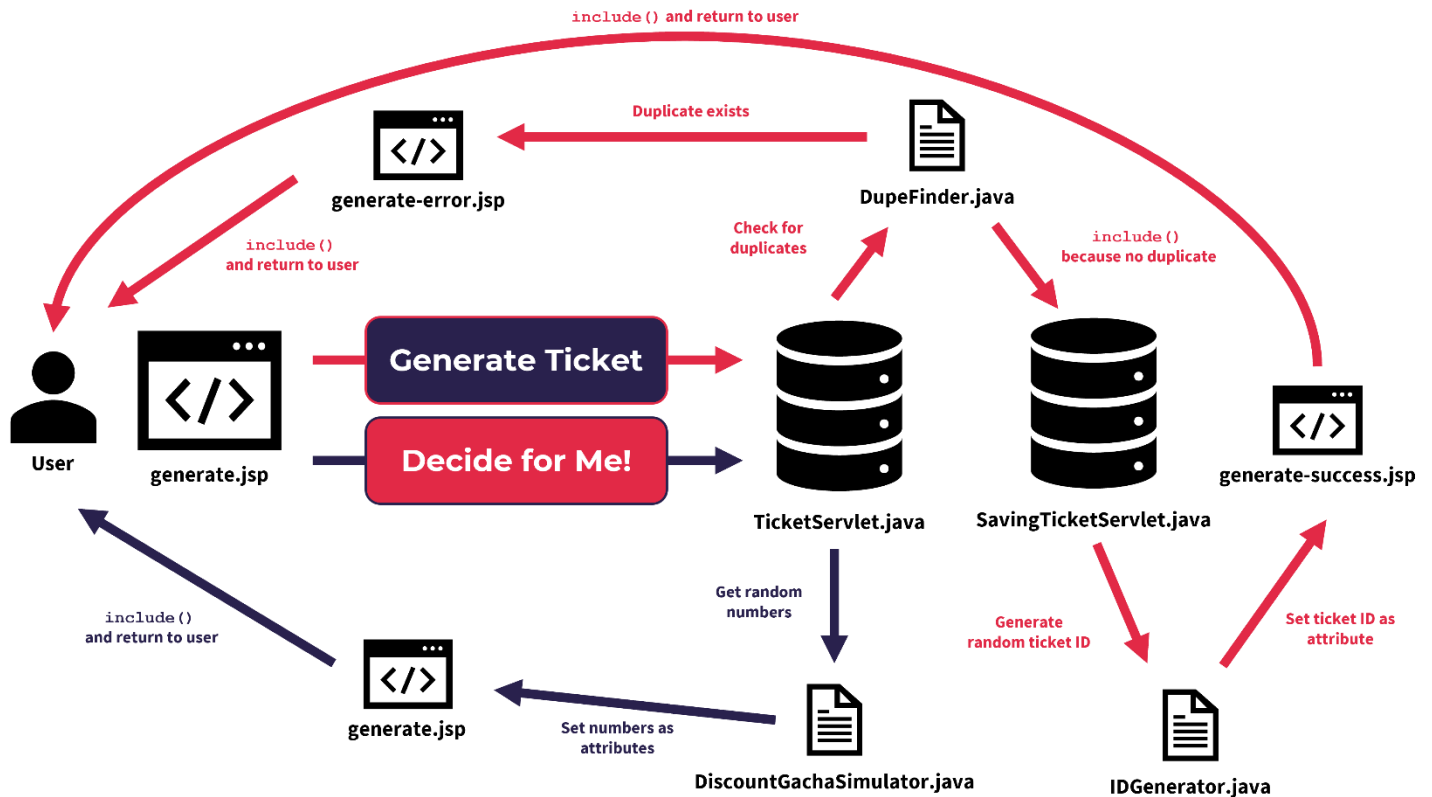 include() and return to user
Duplicate exists
generate-error.jsp
DupeFinder.java
Check for
duplicates
include()
because no duplicate
include()
and return to user
Generate Ticket
Decide for Me!
User
generate.jsp
TicketServlet.java
SavingTicketServlet.java
generate-success.jsp
Get random
numbers
include()
and return to user
Generate
random ticket ID
Set ticket ID as
attribute
generate.jsp
Set numbers as
attributes
DiscountGachaSimulator.java
IDGenerator.java